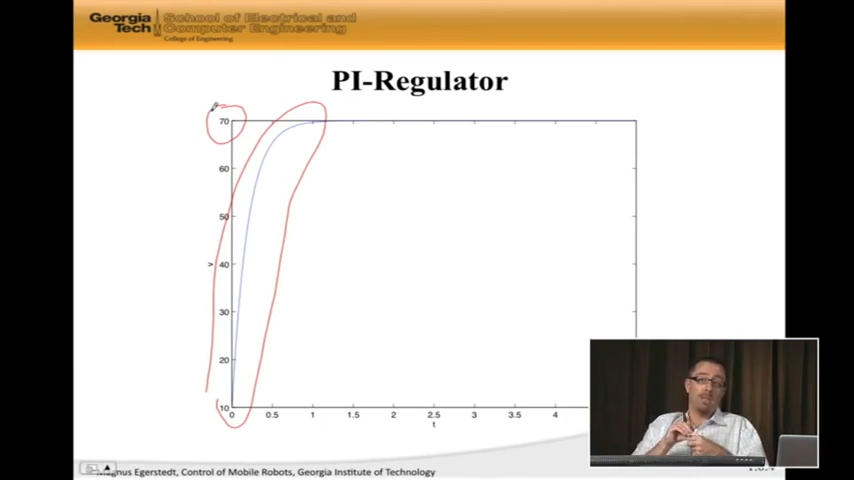 Georgia Tech School of Electrical and Computer Engineering
College of Engineering
PI-Regulator
70
60
50
v
40
30
20
10
0 0.5 1 1.5 2 2.5 3 3.5 4
t
Magnus Egerstedt, Control of Mobile Robots, Georgia Institute of Technology